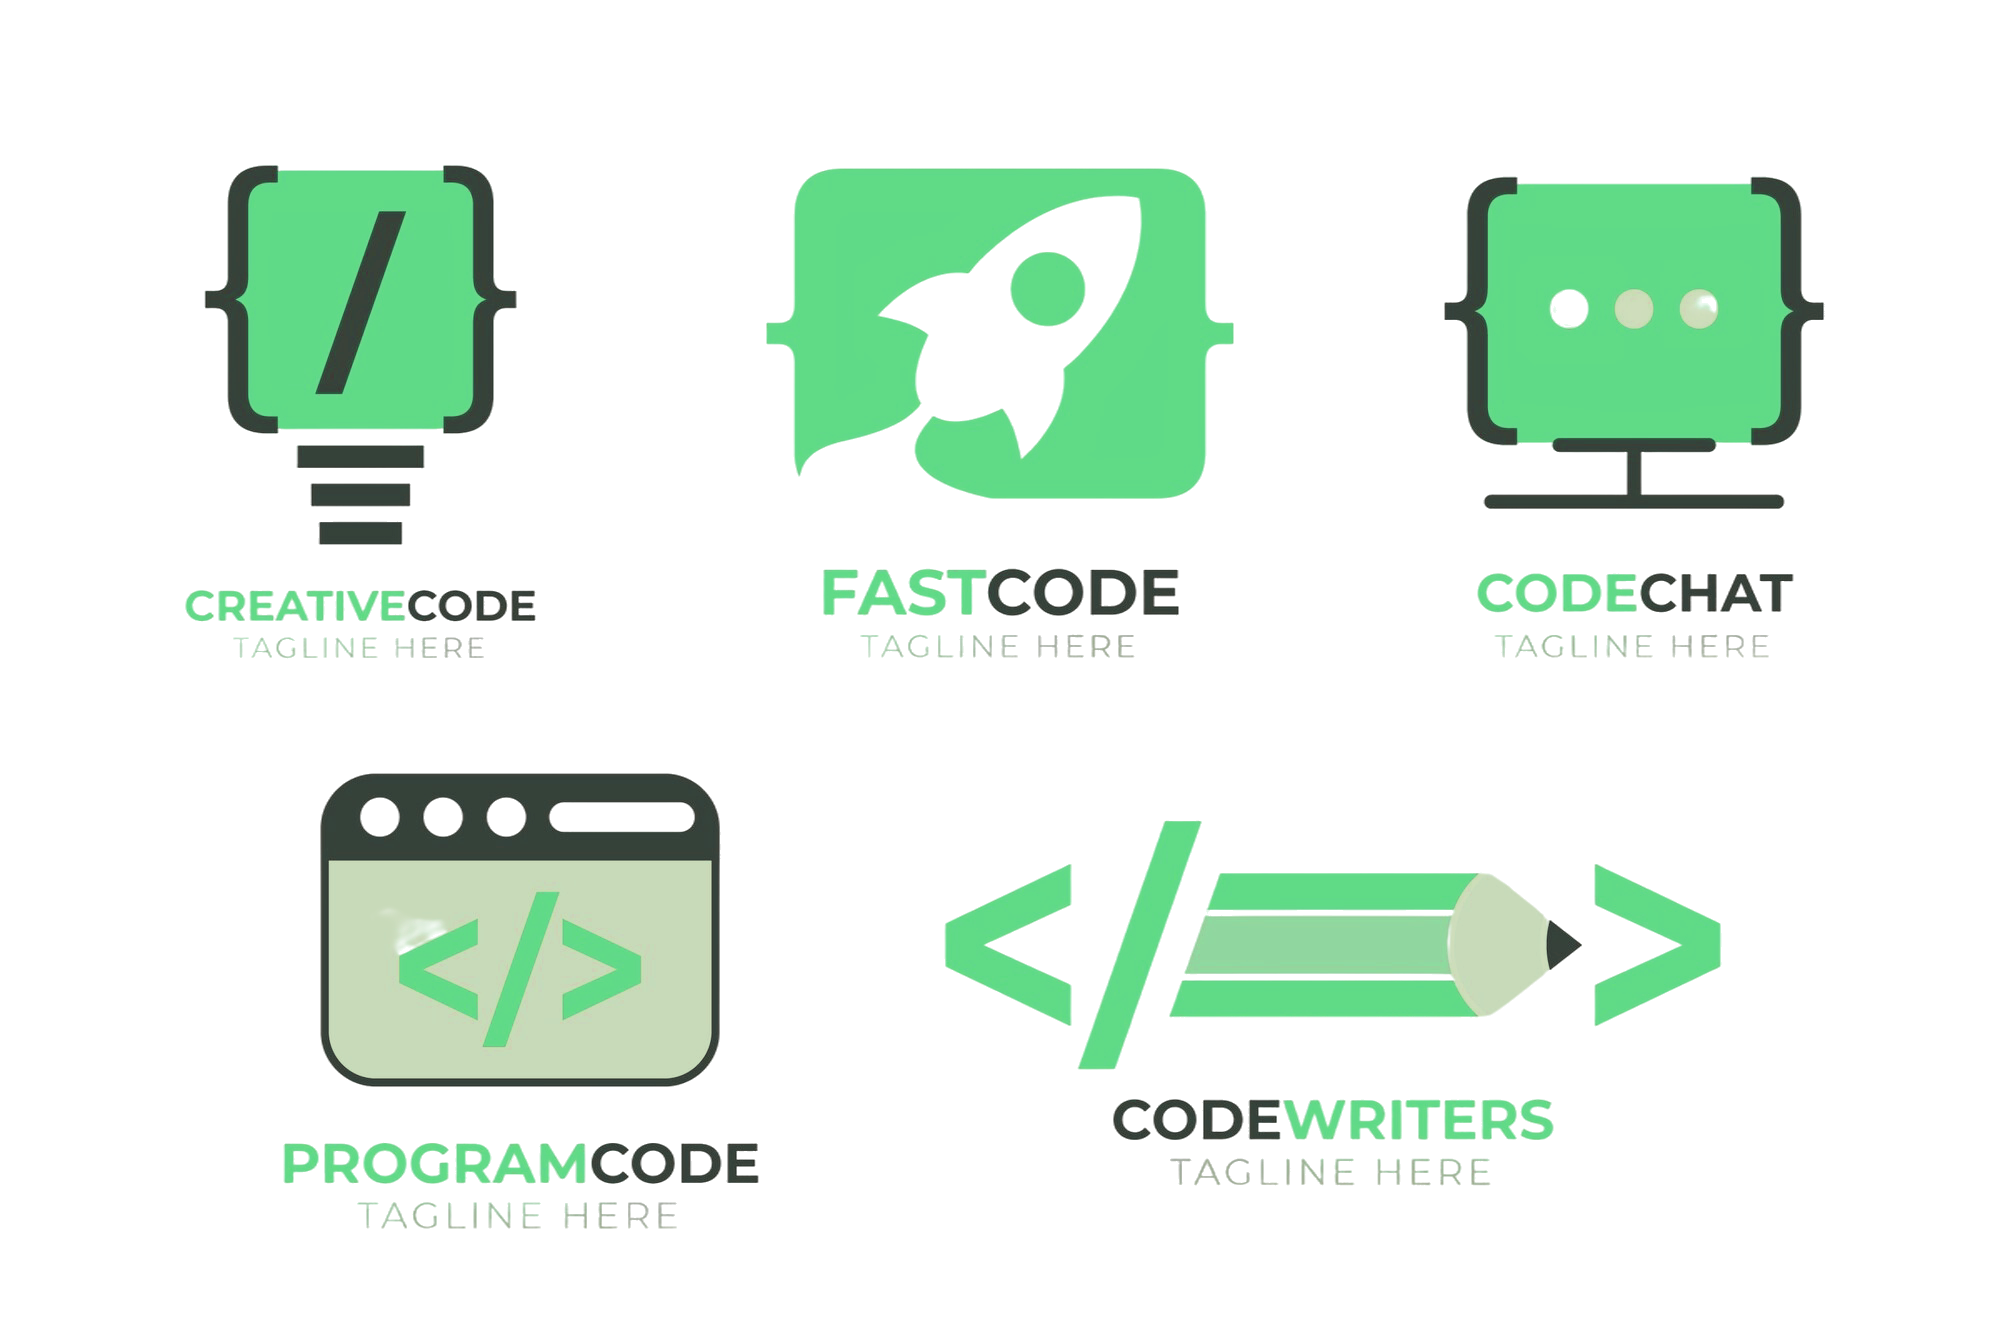 CREATIVECODE
TAGLINE HERE
FASTCODE
TAGLINE HERE
CODECHAT
TAGLINE HERE
</>
PROGRAMCODE
TAGLINE HERE
</>
CODEWRITERS
TAGLINE HERE